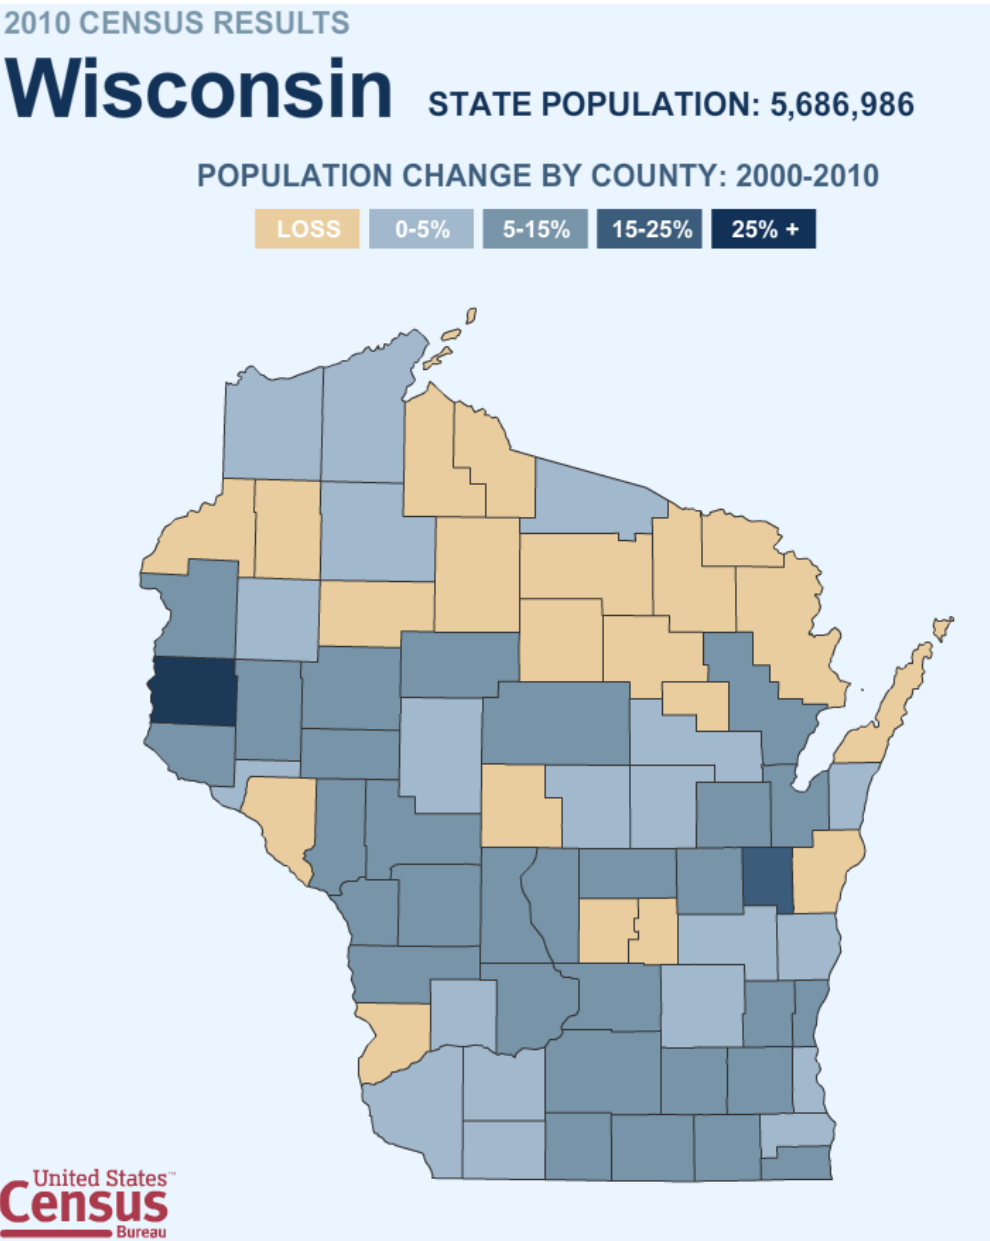 2010 CENSUS RESULTS
Wisconsin STATE POPULATION: 5,686,986
POPULATION CHANGE BY COUNTY: 2000-2010
LOSS 0-5% 5-15% 15-25% 25% +
United States™
Census
Bureau